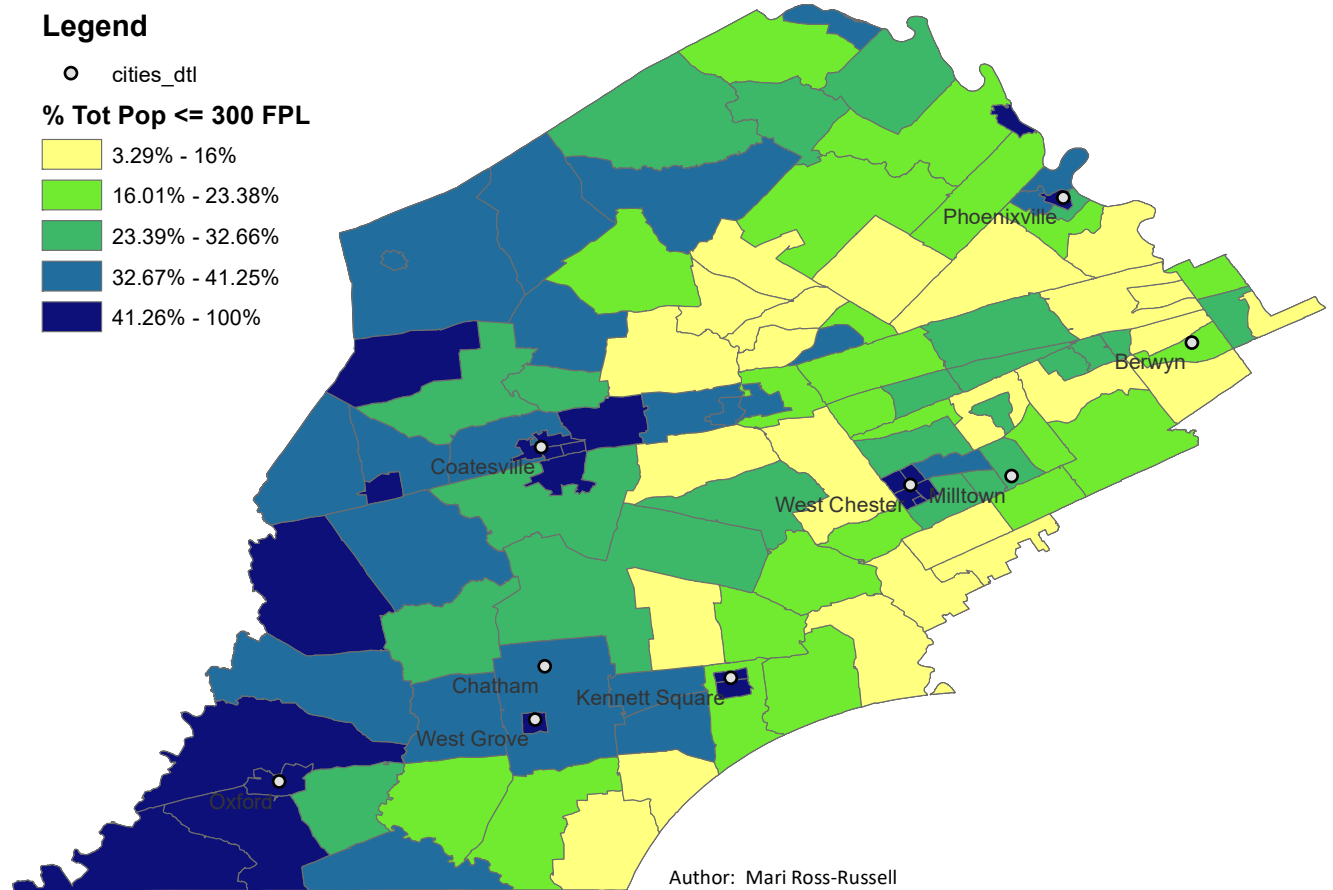 Legend
cities_dtl
% Tot Pop <= 300 FPL
3.29% - 16%
16.01% - 23.38%
23.39% - 32.66%
32.67% - 41.25%
41.26% - 100%
Phoenixville
Berwyn
Coatesville
West Chester
Milltown
Chatham
Kennett Square
West Grove
Oxford
Author: Mari Ross-Russell